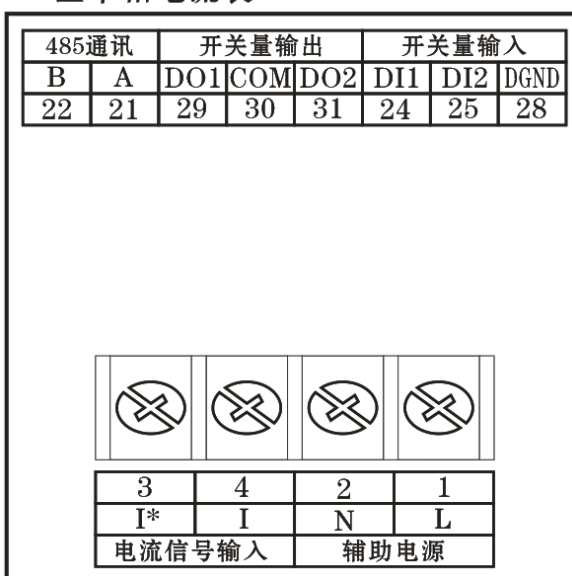 485通讯 开关量输出 开关量输入
B A DO1 COM DO2 DI1 DI2 DGND
22 21 29 30 31 24 25 28
3 4 2 1
I* I N L
电流信号输入 辅助电源